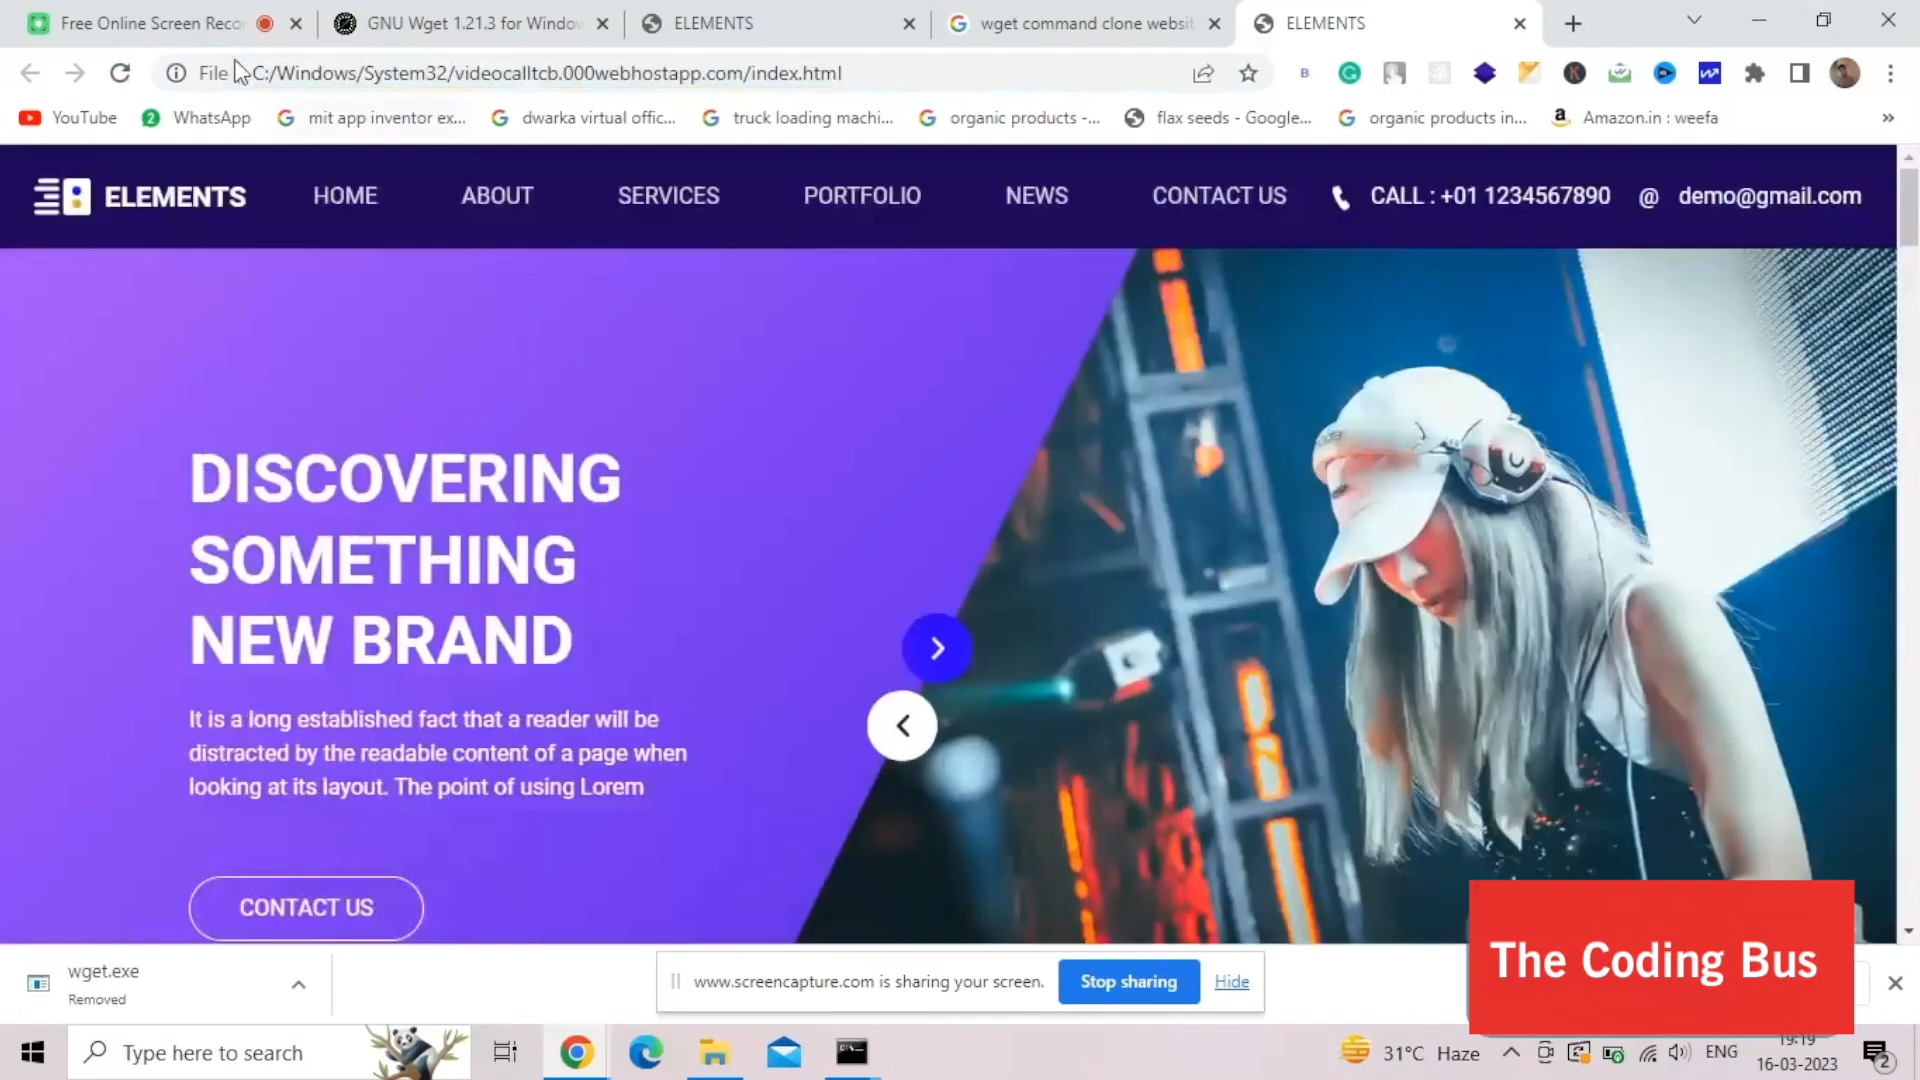 Free Online Screen Reco
GNU Wget 1.21.3 for Window
ELEMENTS
wget command clone websit
ELEMENTS
File C:/Windows/System32/videocalltcb.000webhostapp.com/index.html
YouTube
WhatsApp
mit app inventor ex...
dwarka virtual offic...
truck loading machi...
organic products -...
flax seeds - Google...
organic products in...
Amazon.in : weefa
»
ELEMENTS
HOME
ABOUT
SERVICES
PORTFOLIO
NEWS
CONTACT US
CALL : +01 1234567890
@ demo@gmail.com
DISCOVERING
SOMETHING
NEW BRAND
It is a long established fact that a reader will be
distracted by the readable content of a page when
looking at its layout. The point of using Lorem
CONTACT US
wget.exe
Removed
www.screencapture.com is sharing your screen.
Stop sharing
Hide
The Coding Bus
Type here to search
31°C Haze
ENG
19:19
16-03-2023
2